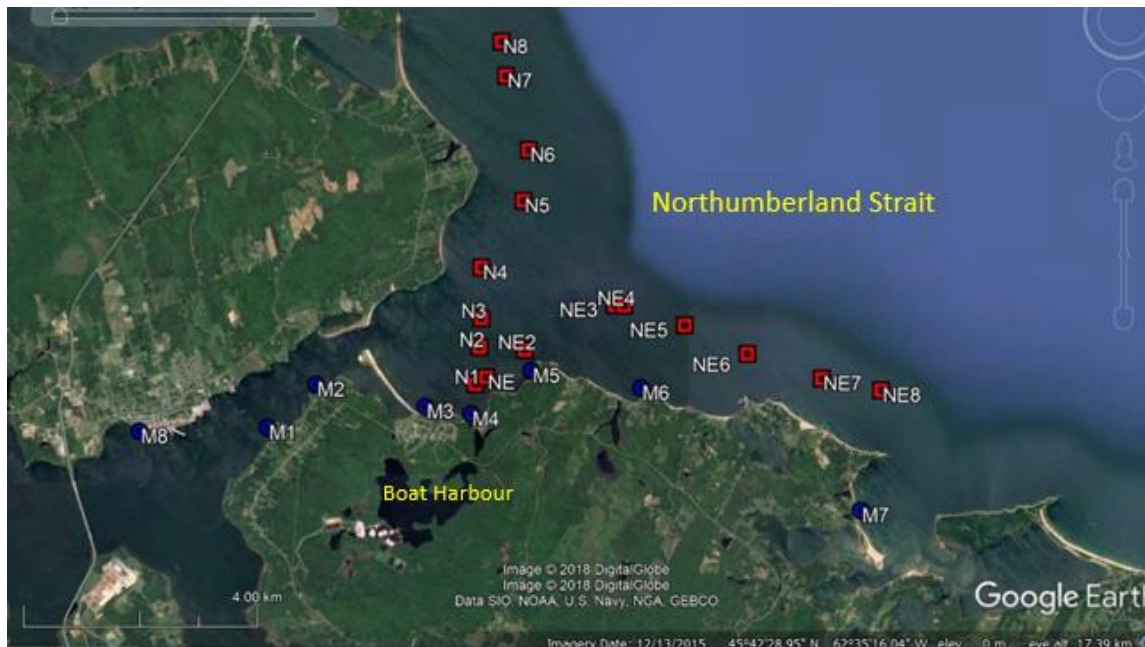 N8
N7
N6
N5
Northumberland Strait
N4
NE4
NE3
N3
NE5
N2
NE2
NE6
N1
NE
M5
NE7
NE8
M2
M3
M4
M6
M1
M8
Boat Harbour
M7
Image © 2018 DigitalGlobe
Image © 2018 DigitalGlobe
Data SIO, NOAA, U.S. Navy, NGA, GEBCO
4.00 km
Google Earth
Imagery Date: 12/13/2015 45°42'28.95" N 62°35'16.04" W elev 0 m eye alt 17.39 km